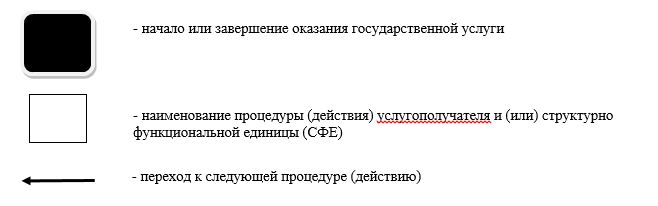 - начало или завершение оказания государственной услуги
- наименование процедуры (действия) услугополучателя и (или) структурно
функциональной единицы (СФЕ)
- переход к следующей процедуре (действию)